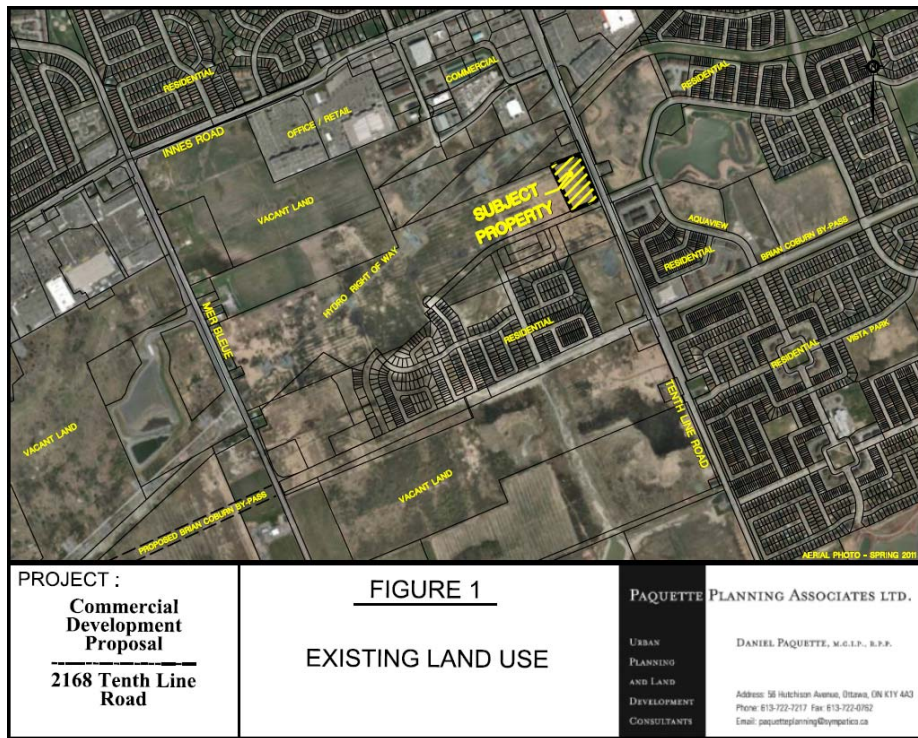 RESIDENTIAL
COMMERCIAL
RESIDENTIAL
INNES ROAD
OFFICE / RETAIL
VACANT LAND
SUBJECT
PROPERTY
AQUAVIEW
RESIDENTIAL
BRIAN COBURN BY-PASS
HYDRO RIGHT OF WAY
MER BLEUE
RESIDENTIAL
RESIDENTIAL
VISTA PARK
TENTH LINE ROAD
VACANT LAND
VACANT LAND
PROPOSED BRIAN COBURN BY-PASS
AERIAL PHOTO - SPRING 2011
PROJECT :
Commercial
Development
Proposal
2168 Tenth Line
Road
FIGURE 1
EXISTING LAND USE
PAQUETTE PLANNING ASSOCIATES LTD.
URBAN
PLANNING
AND LAND
DEVELOPMENT
CONSULTANTS
DANIEL PAQUETTE, M.C.I.P., R.P.P.
Address: 56 Hutchison Avenue, Ottawa, ON K1Y 4A3
Phone: 613-722-7217 Fax: 613-722-0762
Email: paquetteplanning@sympatico.ca